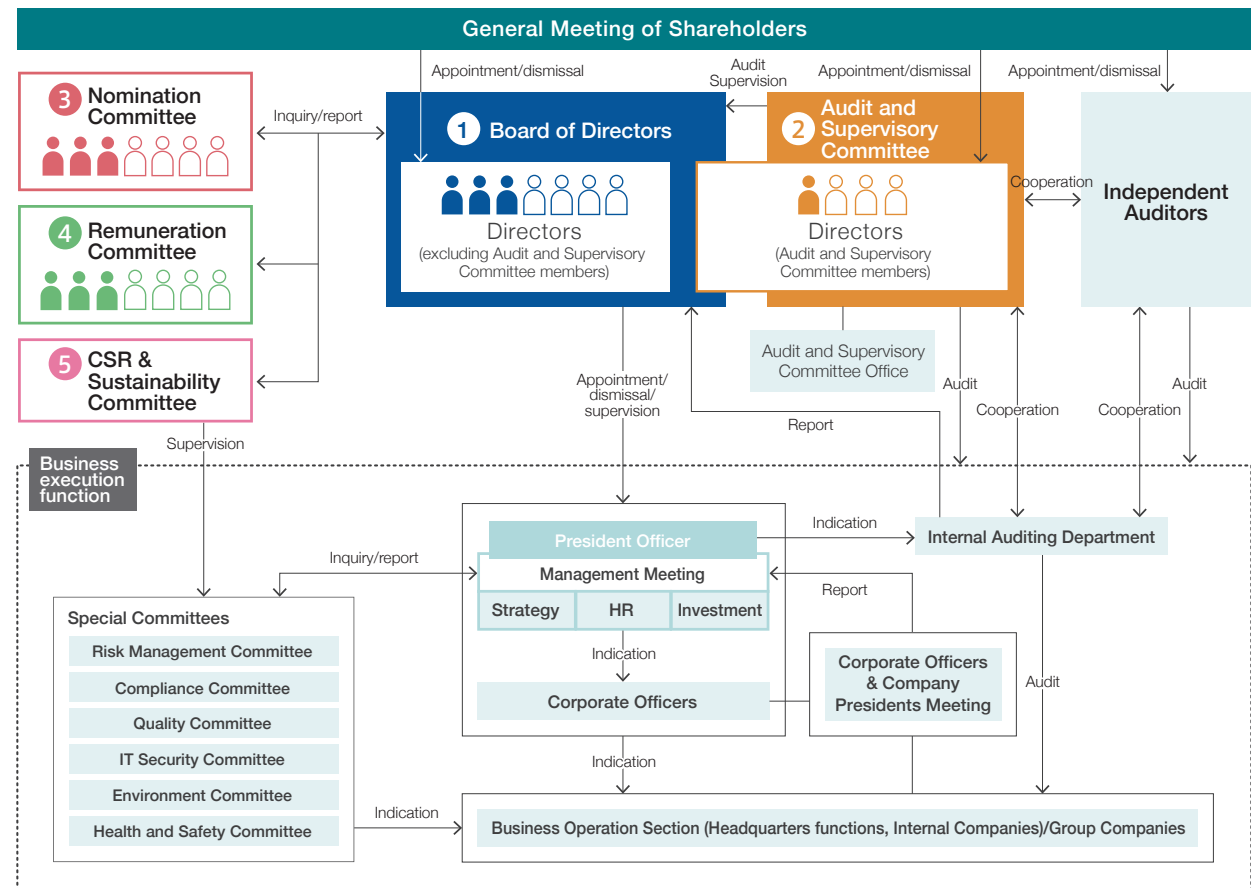 General Meeting of Shareholders
Appointment/dismissal
Audit
Supervision
Appointment/dismissal
Appointment/dismissal
3
Nomination
Committee
Inquiry/report
1
Board of Directors
2
Audit and
Supervisory
Committee
Cooperation
Independent
Auditors
4
Remuneration
Committee
Directors
(excluding Audit and Supervisory
Committee members)
Directors
(Audit and Supervisory
Committee members)
5
CSR &
Sustainability
Committee
Audit and Supervisory
Committee Office
Appointment/
dismissal/
supervision
Audit
Audit
Cooperation
Cooperation
Report
Supervision
Business
execution
function
President Officer
Indication
Internal Auditing Department
Inquiry/report
Management Meeting
Report
Strategy
HR
Investment
Special Committees
Risk Management Committee
Compliance Committee
Quality Committee
IT Security Committee
Environment Committee
Health and Safety Committee
Indication
Corporate Officers
Corporate Officers
& Company
Presidents Meeting
Audit
Indication
Indication
Business Operation Section (Headquarters functions, Internal Companies)/Group Companies